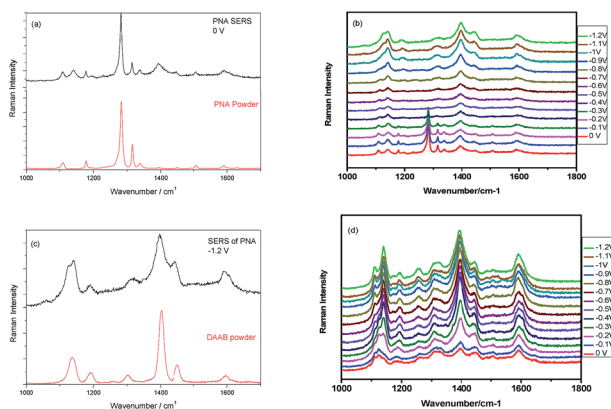 (a)
PNA SERS
0 V
PNA Powder
Raman Intensity
1000 1200 1400 1600
Wavenumber / cm-1
(b)
Raman Intensity
1000 1200 1400 1600 1800
Wavenumber/cm-1
-1.2V
-1.1V
-1V
-0.9V
-0.8V
-0.7V
-0.6V
-0.5V
-0.4V
-0.3V
-0.2V
-0.1V
0 V
(c)
SERS of PNA
-1.2 V
DAAB powder
Raman Intensity
1000 1200 1400 1600
Wavenumber / cm-1
(d)
Raman Intensity
1000 1200 1400 1600 1800
Wavenumber/cm-1
-1.2V
-1.1V
-1V
-0.9V
-0.8V
-0.7V
-0.6V
-0.5V
-0.4V
-0.3V
-0.2V
-0.1V
0 V